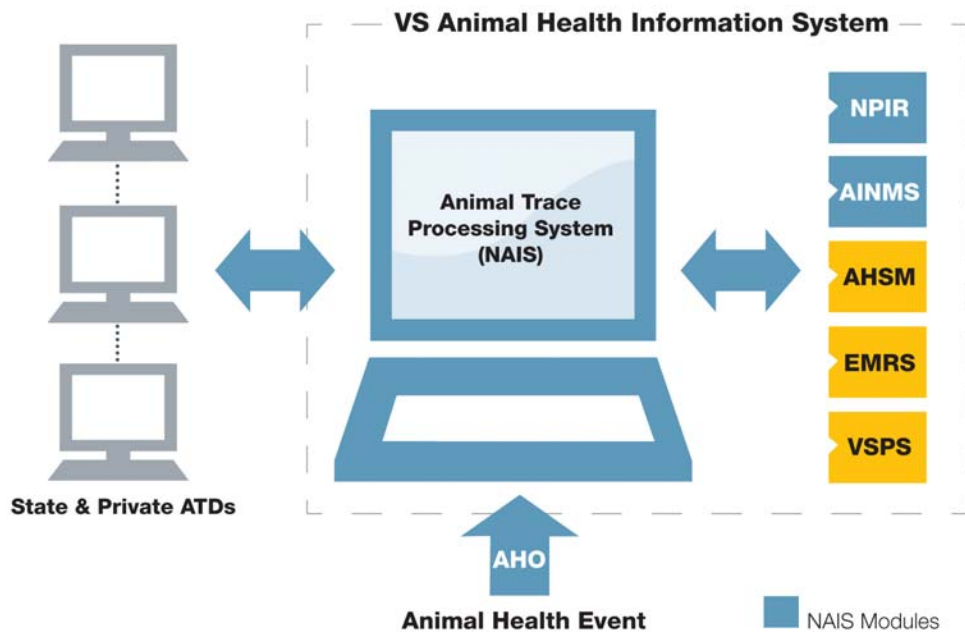 VS Animal Health Information System
Animal Trace
Processing System
(NAIS)
NPIR
AINMS
AHSM
EMRS
VSPS
State & Private ATDs
AHO
Animal Health Event
NAIS Modules